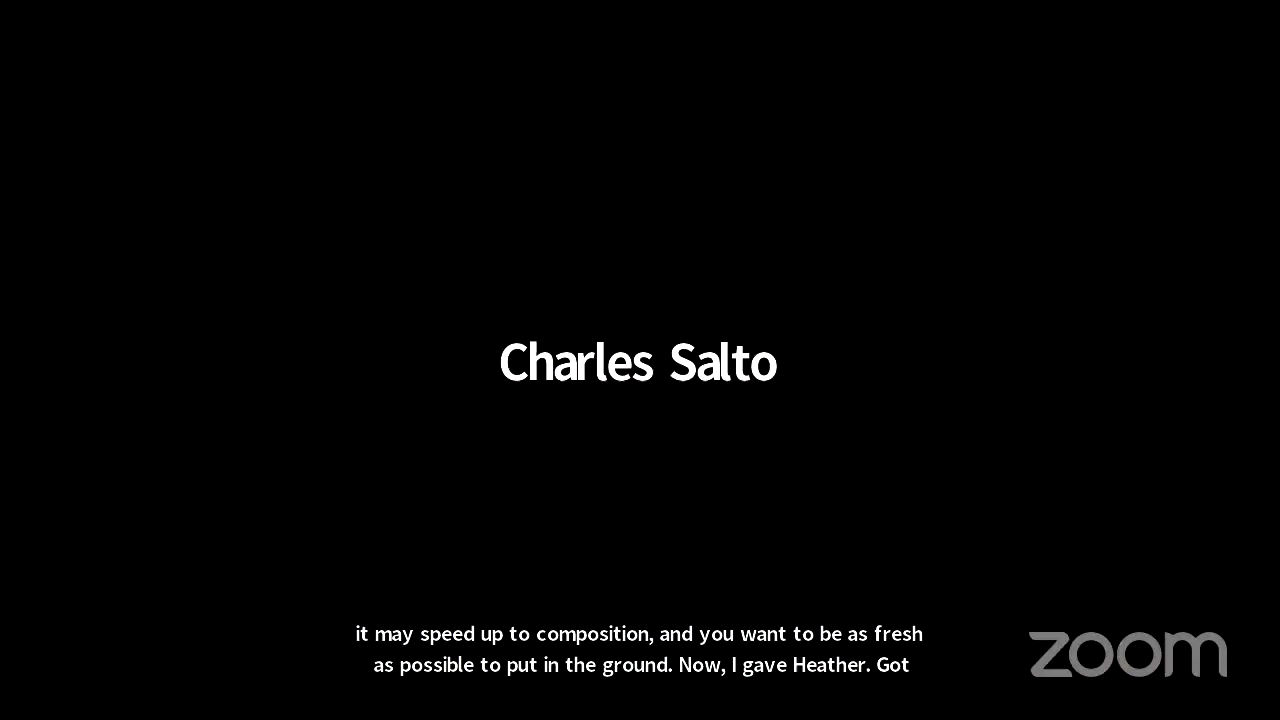 Charles Salto
it may speed up to composition, and you want to be as fresh
as possible to put in the ground. Now, I gave Heather. Got
zoom